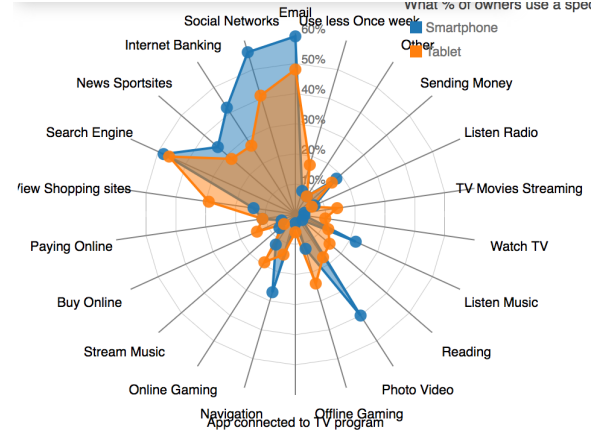 What % of owners use a spec
Email
Social Networks
Use less Once week
60%
Smartphone
Internet Banking
Other
Tablet
50%
News Sportsites
Sending Money
40%
30%
Search Engine
Listen Radio
20%
10%
View Shopping sites
TV Movies Streaming
Paying Online
Watch TV
Buy Online
Listen Music
Stream Music
Reading
Online Gaming
Photo Video
Navigation
Offline Gaming
App connected to TV program